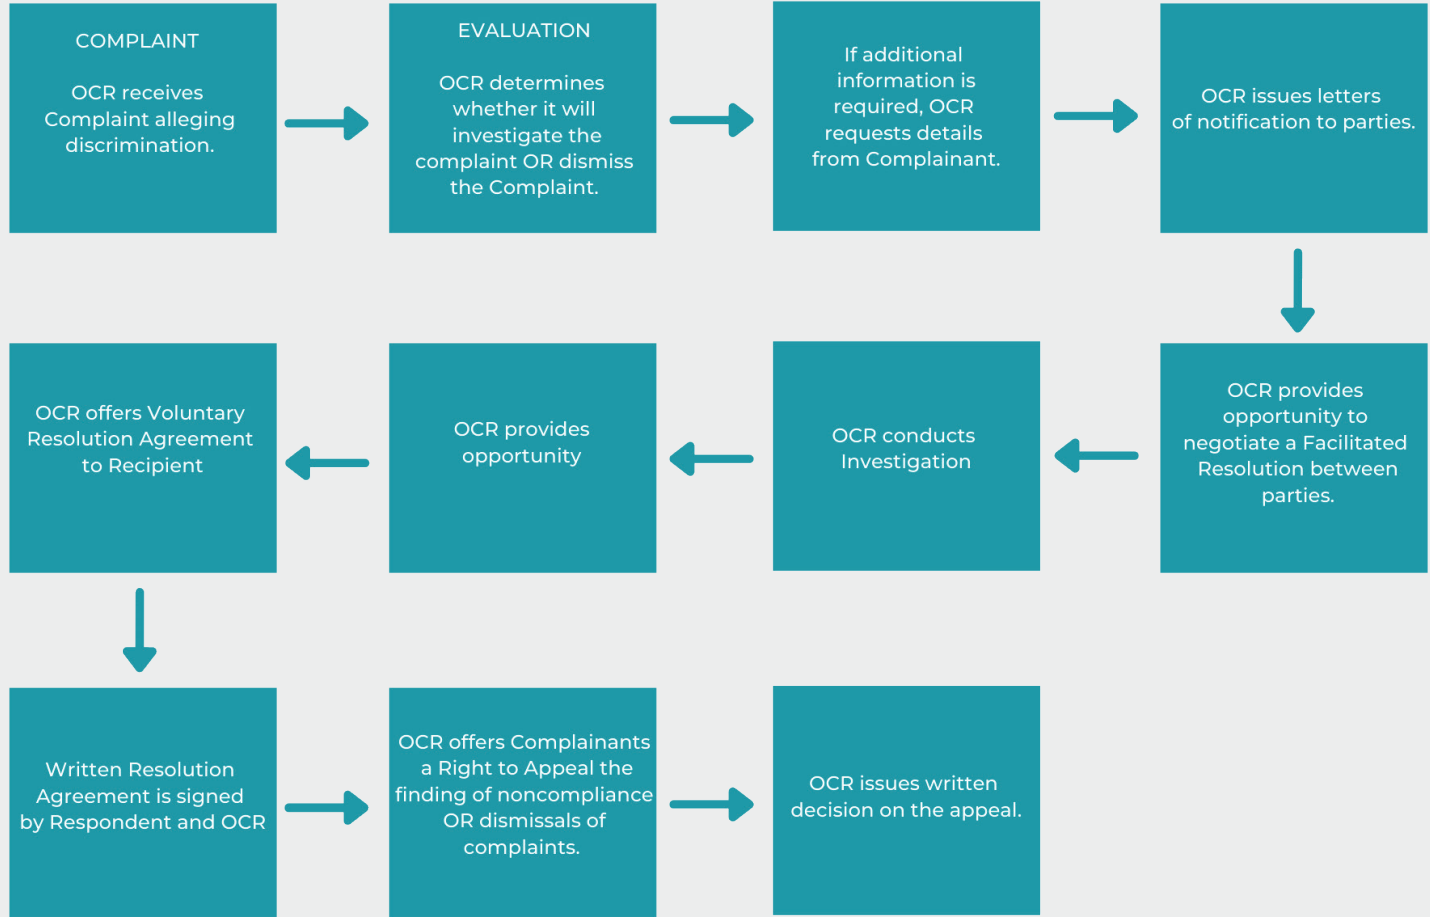 COMPLAINT
OCR receives
Complaint alleging
discrimination.
EVALUATION
OCR determines
whether it will
investigate the
complaint OR dismiss
the Complaint.
If additional
information is
required, OCR
requests details
from Complainant.
OCR issues letters
of notification to parties.
OCR provides
opportunity to
negotiate a Facilitated
Resolution between
parties.
OCR conducts
Investigation
OCR provides
opportunity
OCR offers Voluntary
Resolution Agreement
to Recipient
Written Resolution
Agreement is signed
by Respondent and OCR
OCR offers Complainants
a Right to Appeal the
finding of noncompliance
OR dismissals of
complaints.
OCR issues written
decision on the appeal.